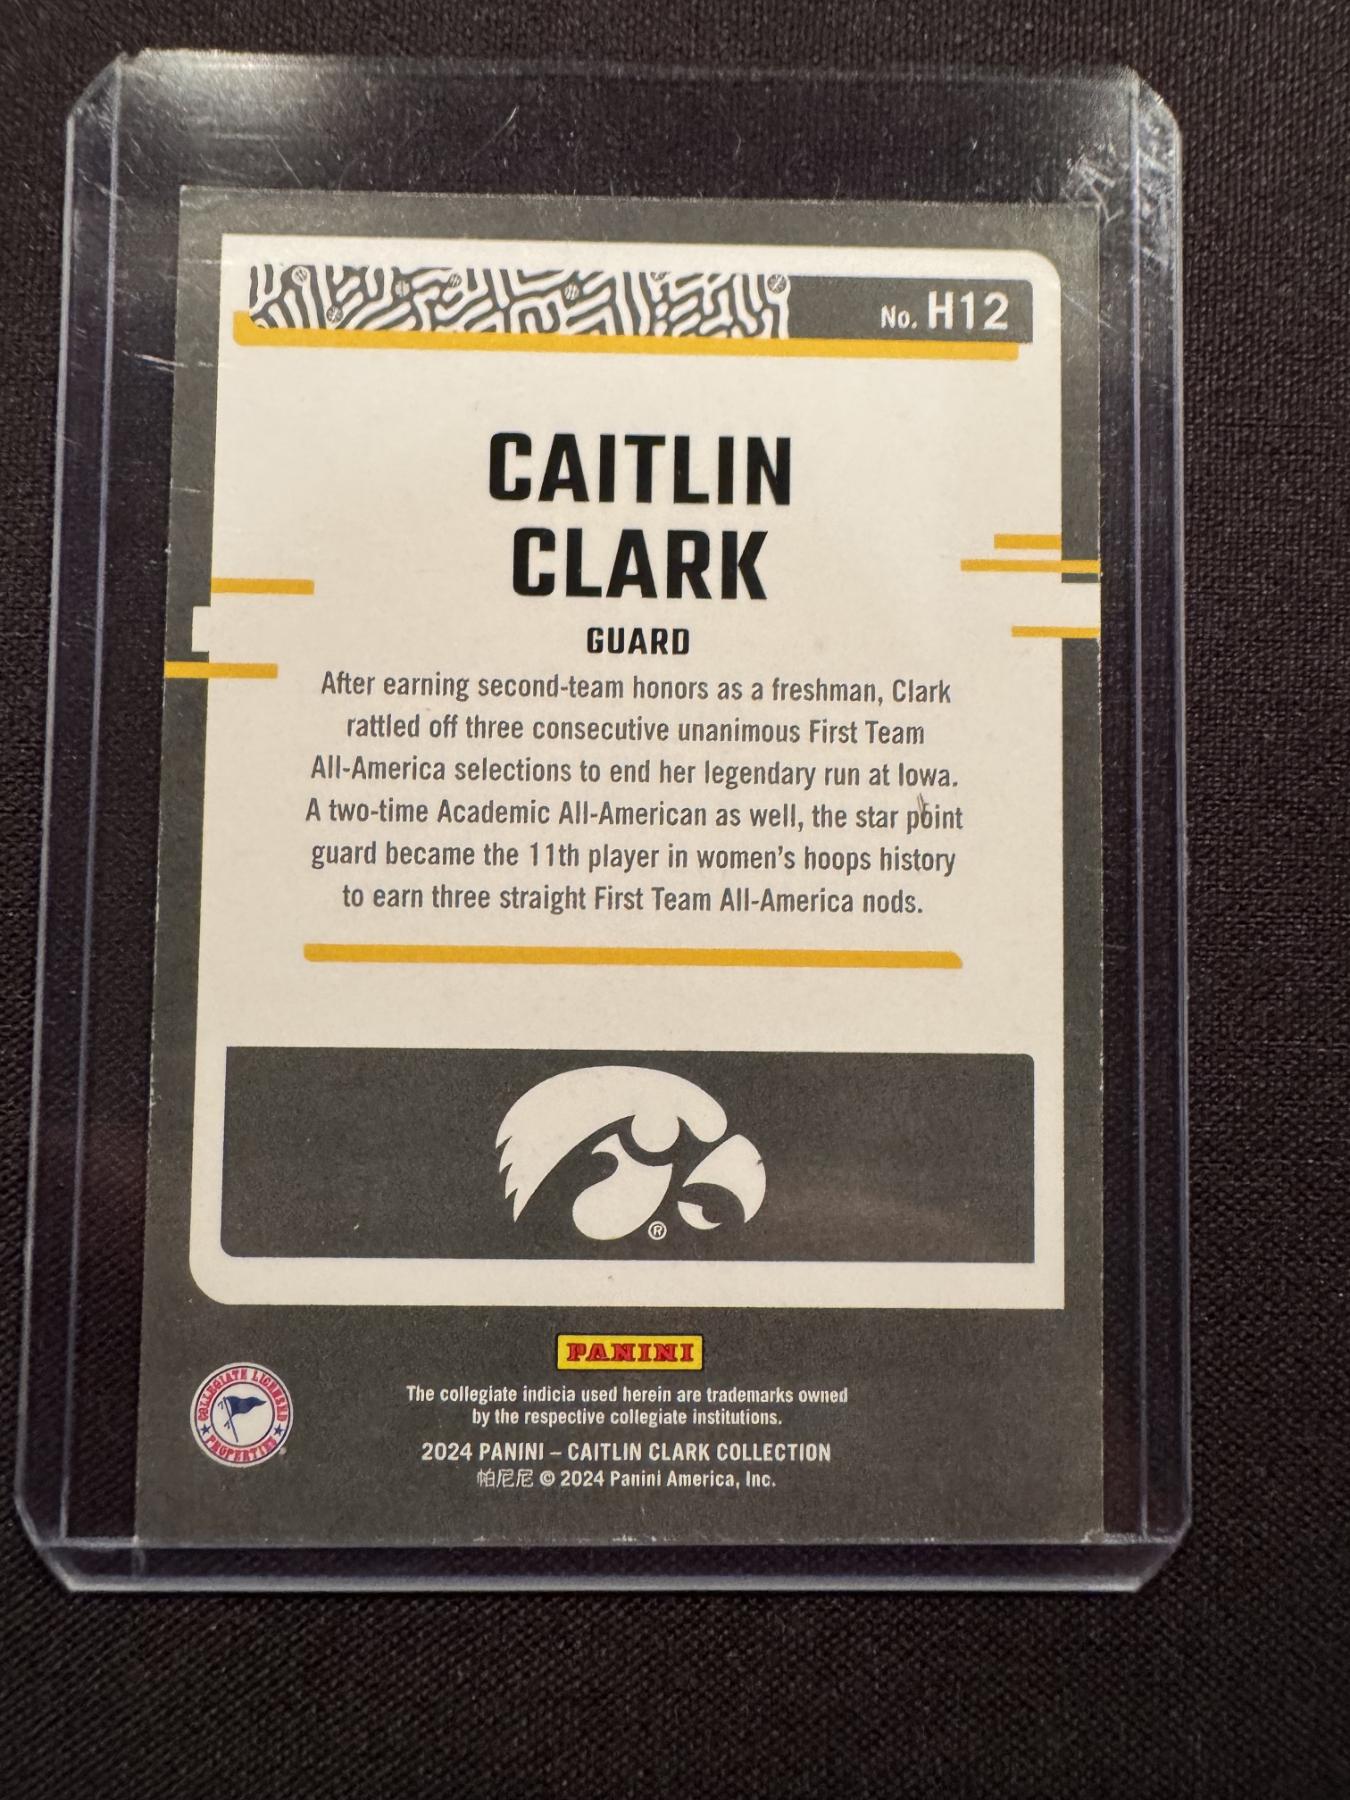 No. H12
CAITLIN
CLARK
GUARD
After earning second-team honors as a freshman, Clark
rattled off three consecutive unanimous First Team
All-America selections to end her legendary run at Iowa.
A two-time Academic All-American as well, the star point
guard became the 11th player in women's hoops history
to earn three straight First Team All-America nods.
®
PANINI
COLLEGIATE LICENSED
PROPERTIES
The collegiate indicia used herein are trademarks owned
by the respective collegiate institutions.
2024 PANINI – CAITLIN CLARK COLLECTION
帕尼尼 © 2024 Panini America, Inc.